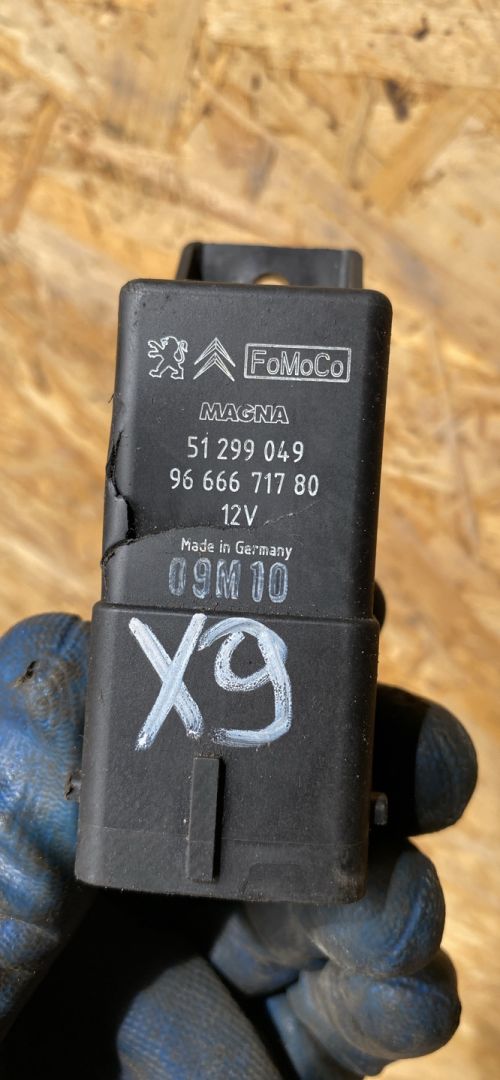 FoMoCo
MAGNA
51 299 049
96 666 717 80
12V
Made in Germany
09M10
X9